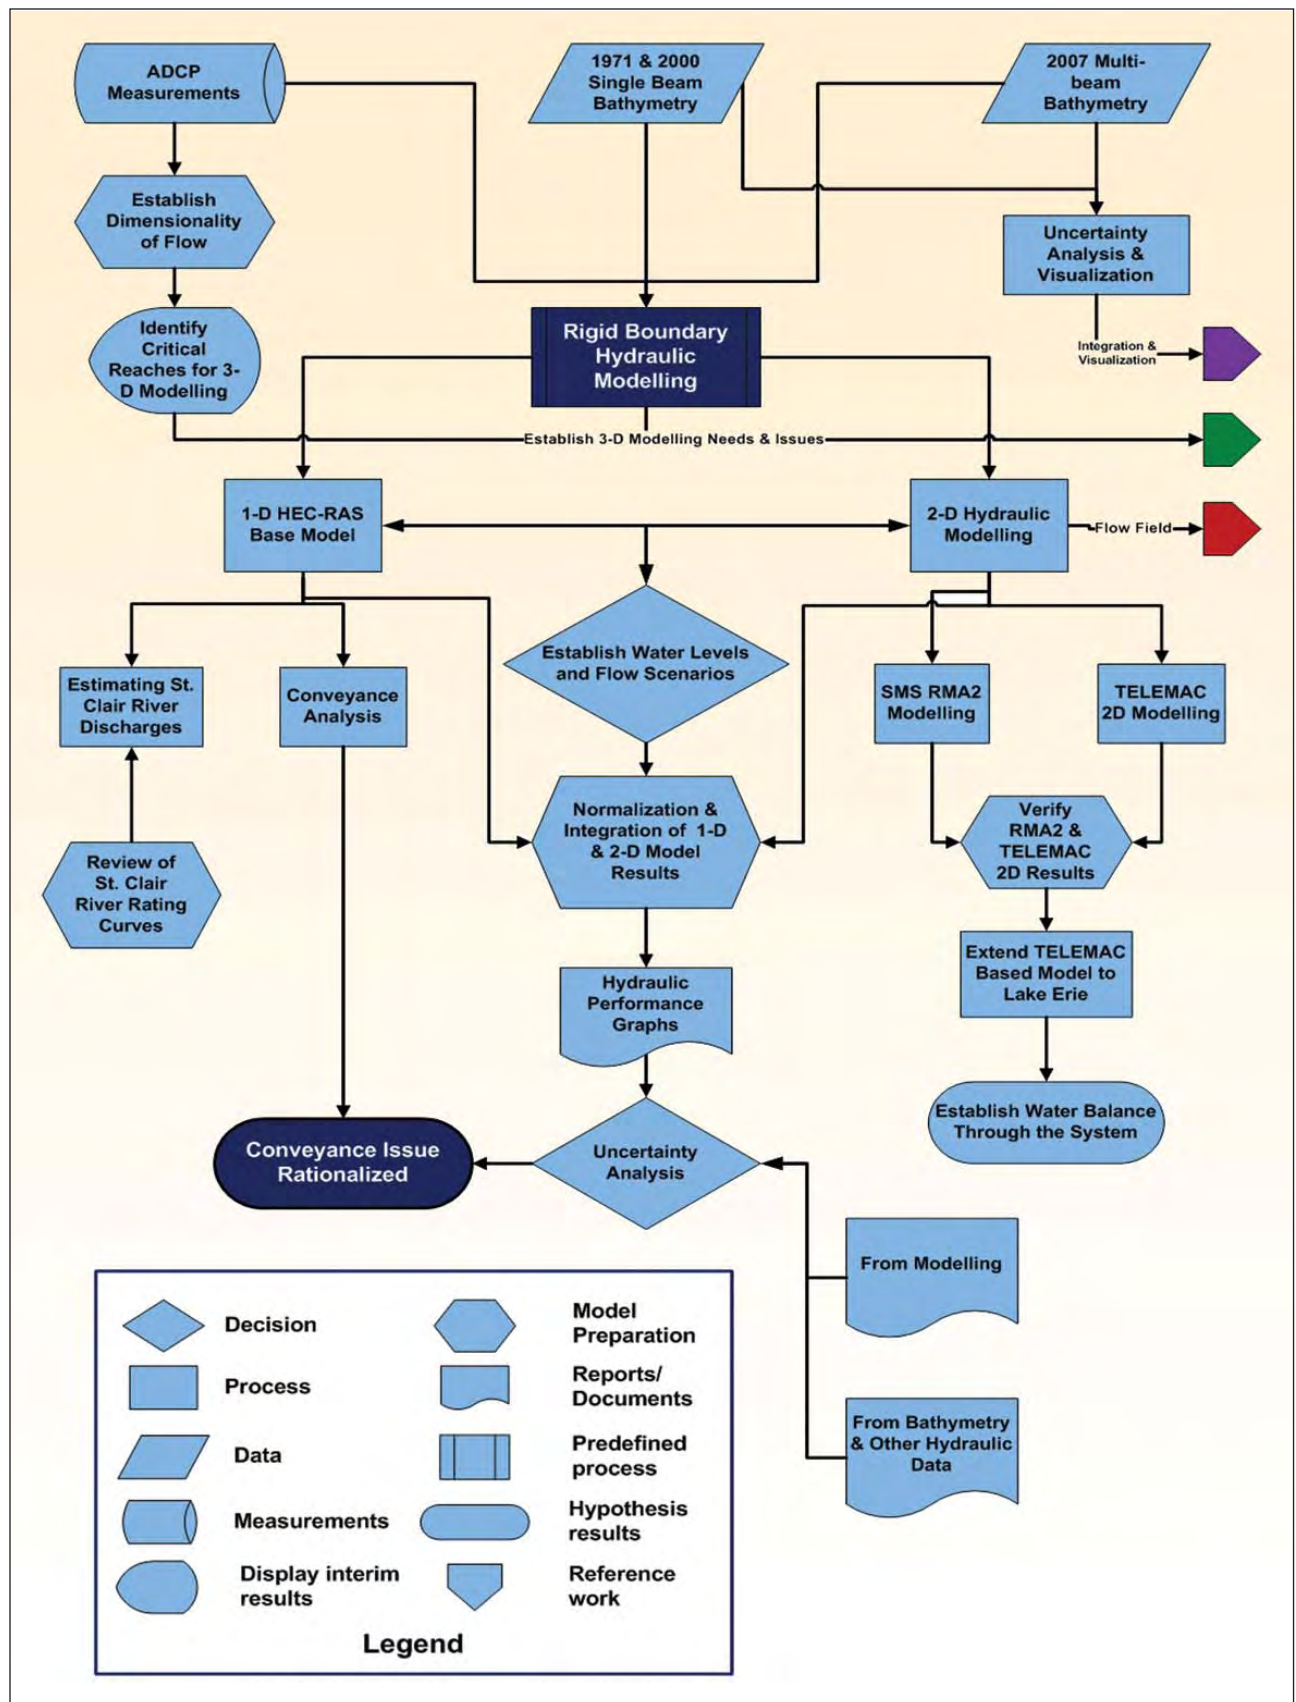 ADCP
Measurements
1971 & 2000
Single Beam
Bathymetry
2007 Multi-
beam
Bathymetry
Establish
Dimensionality
of Flow
Uncertainty
Analysis &
Visualization
Identify
Critical
Reaches for 3-
D Modelling
Rigid Boundary
Hydraulic
Modelling
Integration &
Visualization
Establish 3-D Modelling Needs & Issues
1-D HEC-RAS
Base Model
2-D Hydraulic
Modelling
Flow Field
Establish Water Levels
and Flow Scenarios
Estimating St.
Clair River
Discharges
Conveyance
Analysis
SMS RMA2
Modelling
TELEMAC
2D Modelling
Normalization &
Integration of 1-D
& 2-D Model
Results
Verify
RMA2 &
TELEMAC
2D Results
Review of
St. Clair
River Rating
Curves
Hydraulic
Performance
Graphs
Extend TELEMAC
Based Model to
Lake Erie
Establish Water Balance
Through the System
Conveyance Issue
Rationalized
Uncertainty
Analysis
From Modelling
From Bathymetry
& Other Hydraulic
Data
Decision
Model
Preparation
Process
Reports/
Documents
Data
Predefined
process
Measurements
Hypothesis
results
Display interim
results
Reference
work
Legend